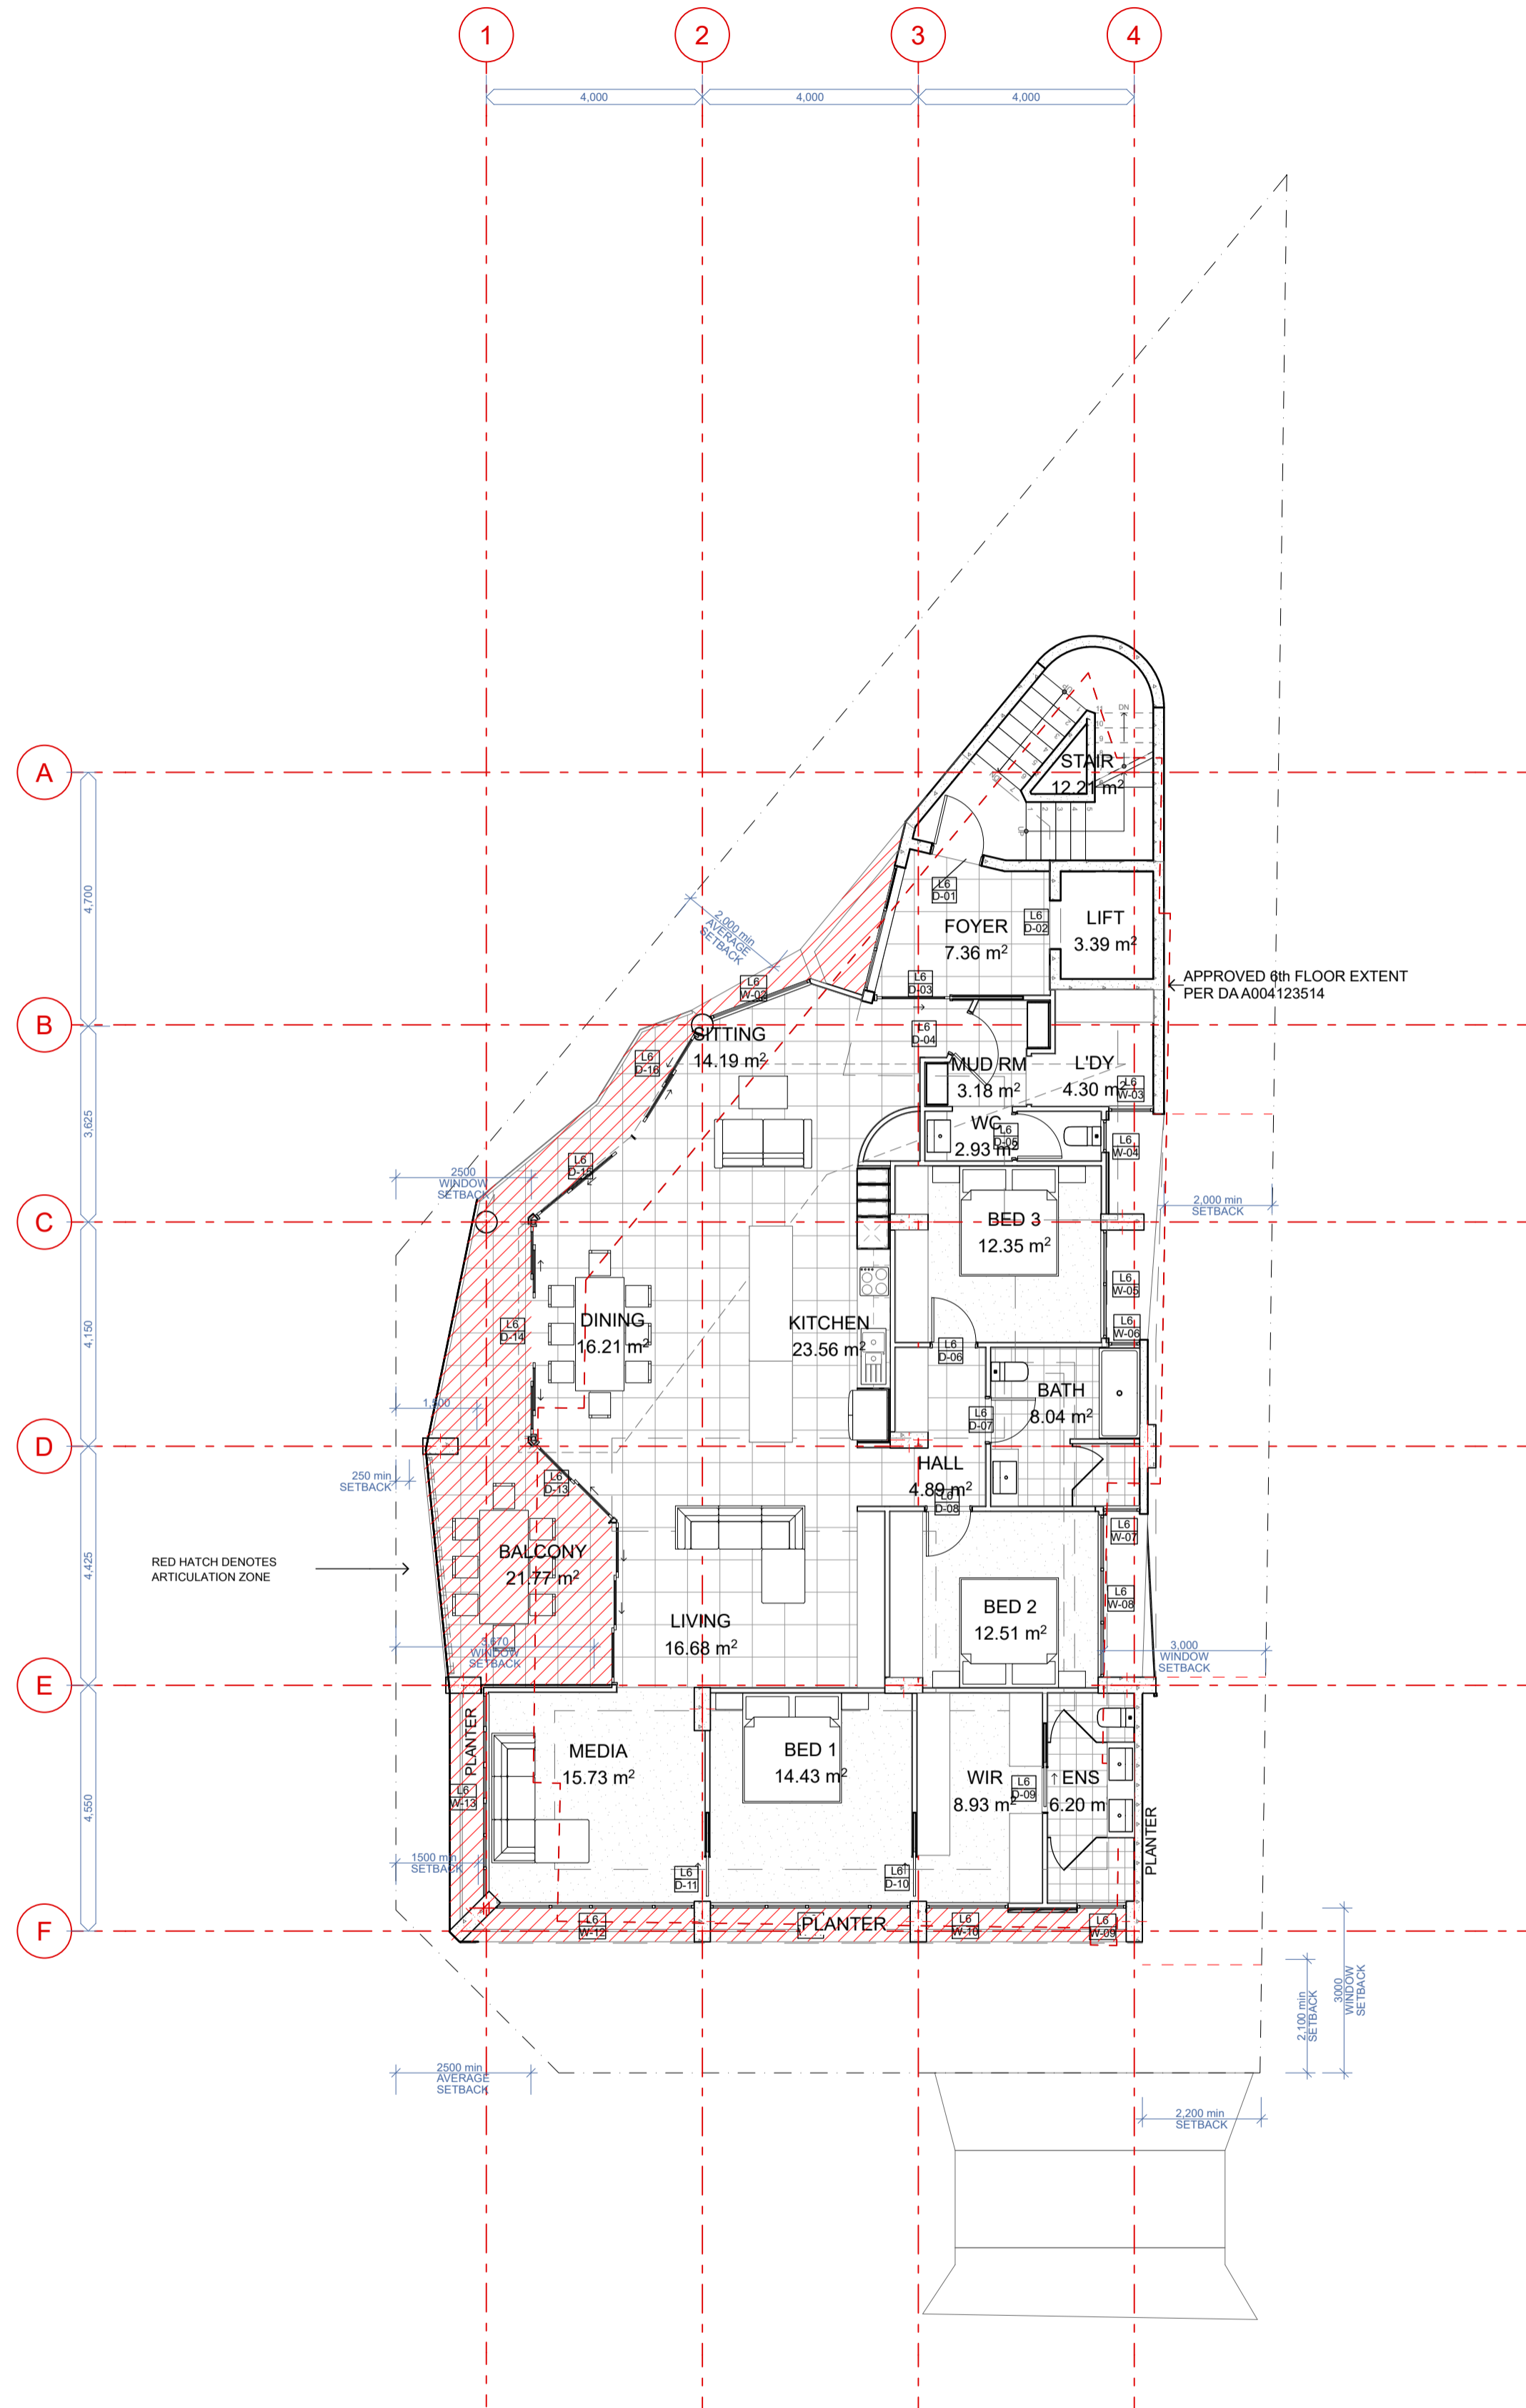 1
2
3
4
4,000
4,000
4,000
A
B
C
D
E
F
4,700
3,625
4,150
4,425
4,550
STAIR
12.21 m²
UP
DN
UP
DN
L6
D-01
FOYER
7.36 m²
L6
D-02
LIFT
3.39 m²
2,000 min
AVERAGE
SETBACK
L6
W-02
L6
D-03
APPROVED 6th FLOOR EXTENT
PER DA A004123514
SITTING
14.19 m²
L6
D-04
L6
D-16
MUD RM
3.18 m²
L'DY
4.30 m²
L6
W-03
WC
2.93 m²
L6
D-05
L6
W-04
L6
D-15
2500
WINDOW
SETBACK
2,000 min
SETBACK
BED 3
12.35 m²
L6
W-05
L6
W-06
L6
D-14
DINING
16.21 m²
KITCHEN
23.56 m²
L6
D-06
BATH
8.04 m²
L6
D-07
HALL
4.89 m²
L6
D-08
250 min
SETBACK
L6
D-13
L6
W-07
RED HATCH DENOTES
ARTICULATION ZONE
BALCONY
21.77 m²
L6
W-08
BED 2
12.51 m²
LIVING
16.68 m²
3,670
WINDOW
SETBACK
3,000
WINDOW
SETBACK
PLANTER
MEDIA
15.73 m²
BED 1
14.43 m²
WIR
8.93 m²
L6
D-09
ENS
6.20 m
L6
W-13
PLANTER
1500 min
SETBACK
L6
D-11
L6
D-10
L6
W-12
PLANTER
L6
W-10
L6
W-09
2,100 min
SETBACK
3000
WINDOW
SETBACK
2500 min
AVERAGE
SETBACK
2,200 min
SETBACK